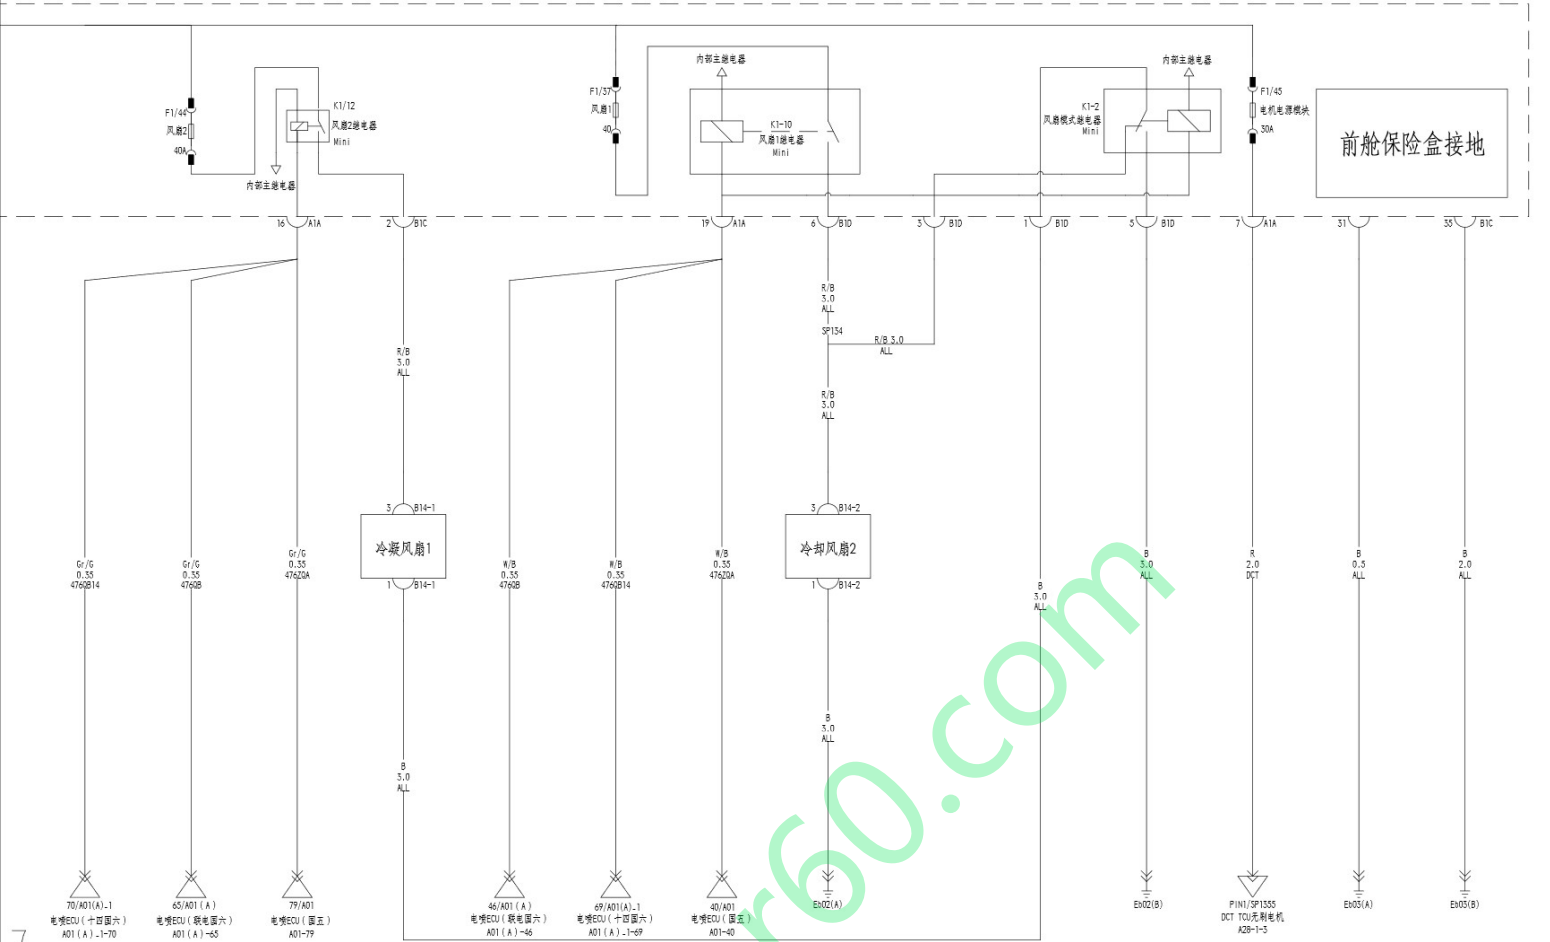 内部主继电器
内部主继电器
F1/44
风扇2
40A
K1/12
风扇2继电器
Mini
内部主继电器
F1/37
风扇1
40
K1-10
风扇1继电器
Mini
K1-2
风扇模式继电器
Mini
F1/45
电机电源模块
30A
前舱保险盒接地
16 A1A
2 B1C
19 A1A
6 B1D
3 B1D
1 B1D
5 B1D
7 A1A
31
35 B1C
R/B
3.0
ALL
SP134
R/B 3.0
ALL
R/B
3.0
ALL
R/B
3.0
ALL
3 B14-1
冷凝风扇1
1 B14-1
3 B14-2
冷却风扇2
1 B14-2
Gr/G
0.35
476QB14
Gr/G
0.35
476QB
Gr/G
0.35
476ZQA
W/B
0.35
476QB
W/B
0.35
476QB14
W/B
0.35
476ZQA
B
3.0
ALL
B
3.0
ALL
R
2.0
DCT
B
0.5
ALL
B
2.0
ALL
B
3.0
ALL
B
3.0
ALL
70/A01(A)_1
电喷ECU(十四国六)
A01(A)_1-70
65/A01(A)
电喷ECU(联电国六)
A01(A)-65
79/A01
电喷ECU(国五)
A01-79
46/A01(A)
电喷ECU(联电国六)
A01(A)-46
69/A01(A)_1
电喷ECU(十四国六)
A01(A)_1-69
40/A01
电喷ECU(国五)
A01-40
Eb02(A)
Eb02(B)
PIN1/SP1355
DCT TCU无刷电机
A28-1-3
Eb03(A)
Eb03(B)
r60.com
7